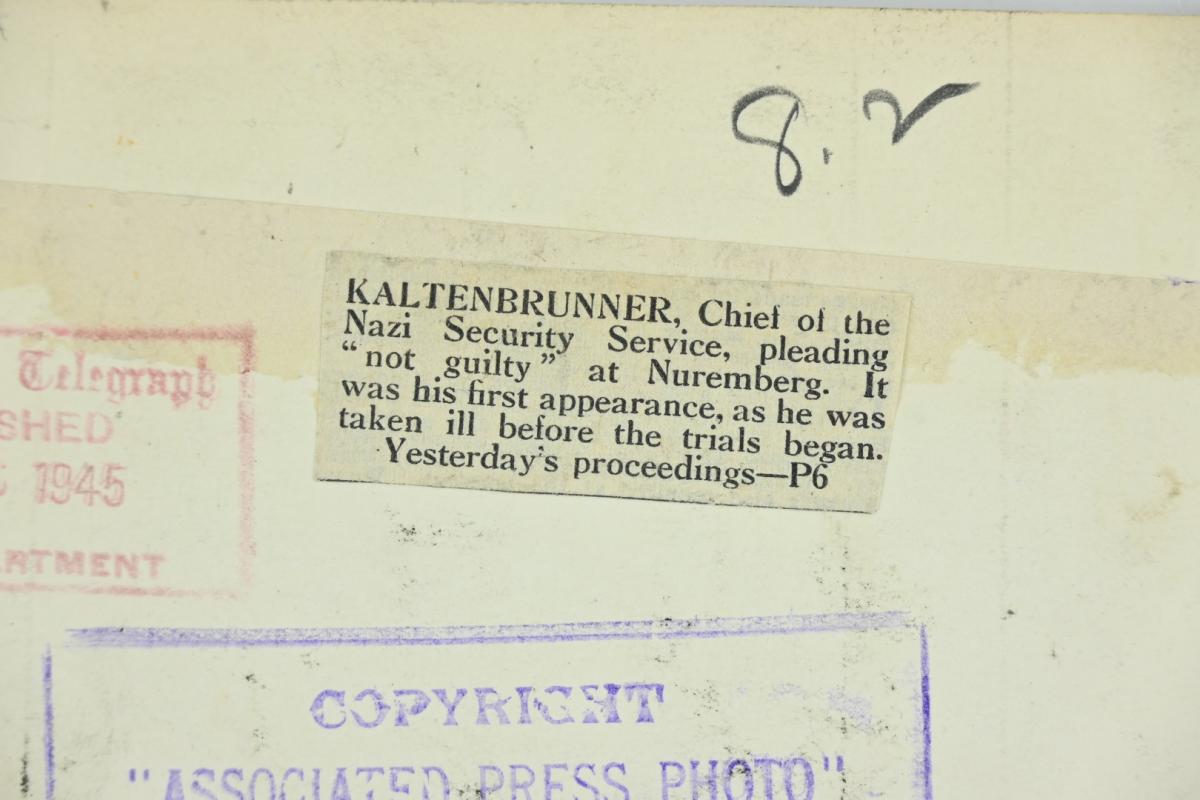 8.2
KALTENBRUNNER, Chief of the
Nazi Security Service, pleading
“not guilty” at Nuremberg. It
was his first appearance, as he was
taken ill before the trials began.
Yesterday's proceedings—P6
Telegraph
SHED
1945
ARTMENT
COPYRIGHT
"ASSOCIATED PRESS PHOTO"